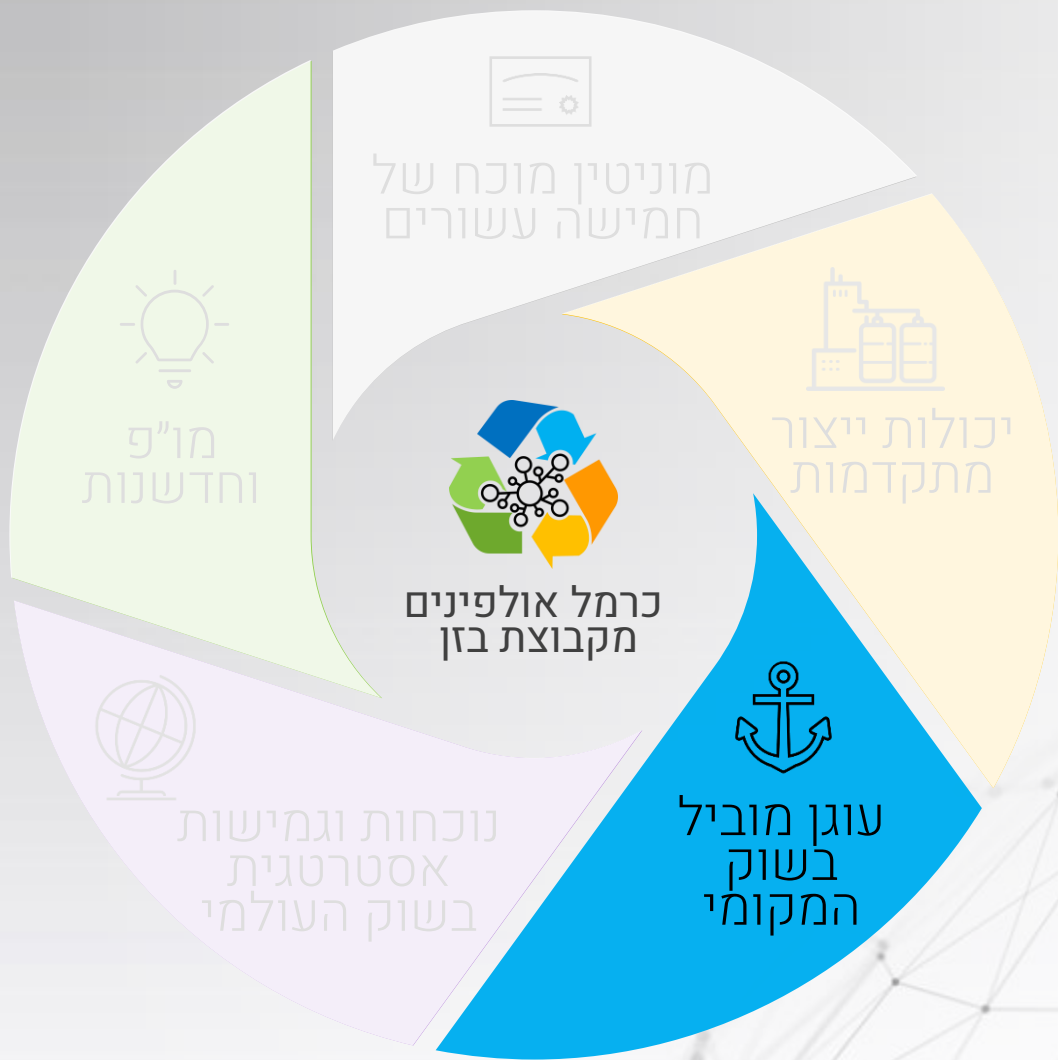 מוניטין מוכח של
חמישה עשורים
יכולות ייצור
מתקדמות
עוגן מוביל
בשוק
המקומי
נוכחות וגמישות
אסטרטגית
בשוק העולמי
מו"פ
וחדשנות
כרמל אולפינים
מקבוצת בזן